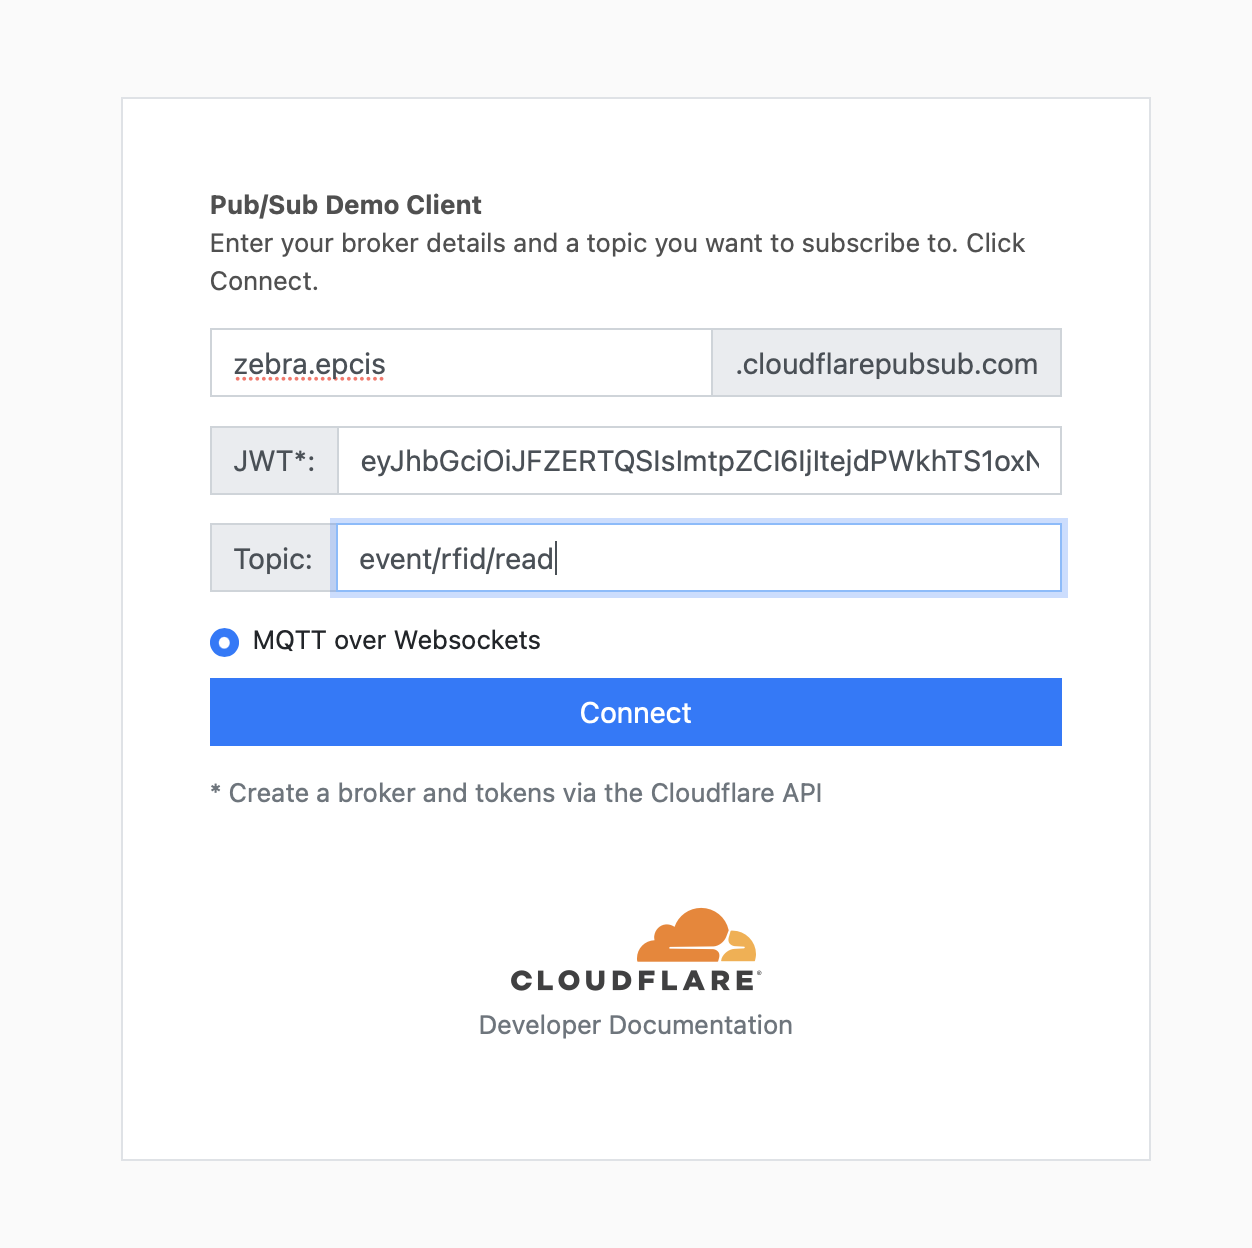 Pub/Sub Demo Client
Enter your broker details and a topic you want to subscribe to. Click
Connect.
zebra.epcis .cloudflarepubsub.com
JWT*: eyJhbGciOiJFZERTQSIsImtpZCI6IjItejdPWkhTS1oxN
Topic: event/rfid/read
MQTT over Websockets
Connect
* Create a broker and tokens via the Cloudflare API
CLOUDFLARE®
Developer Documentation